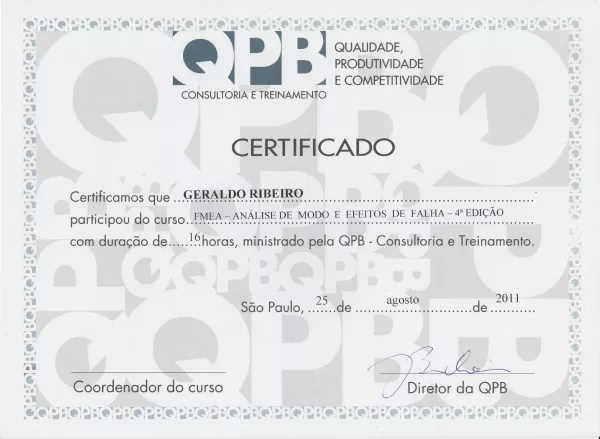 QPB
QUALIDADE,
PRODUTIVIDADE
E COMPETITIVIDADE
CONSULTORIA E TREINAMENTO
CERTIFICADO
Certificamos que ..GERALDO RIBEIRO
participou do curso..FMEA – ANÁLISE DE MODO E EFEITOS DE FALHA – 4ª EDIÇÃO
com duração de.....16horas, ministrado pela QPB - Consultoria e Treinamento.
São Paulo, ...25...de ......agosto......de ...2011...
Coordenador do curso
Diretor da QPB